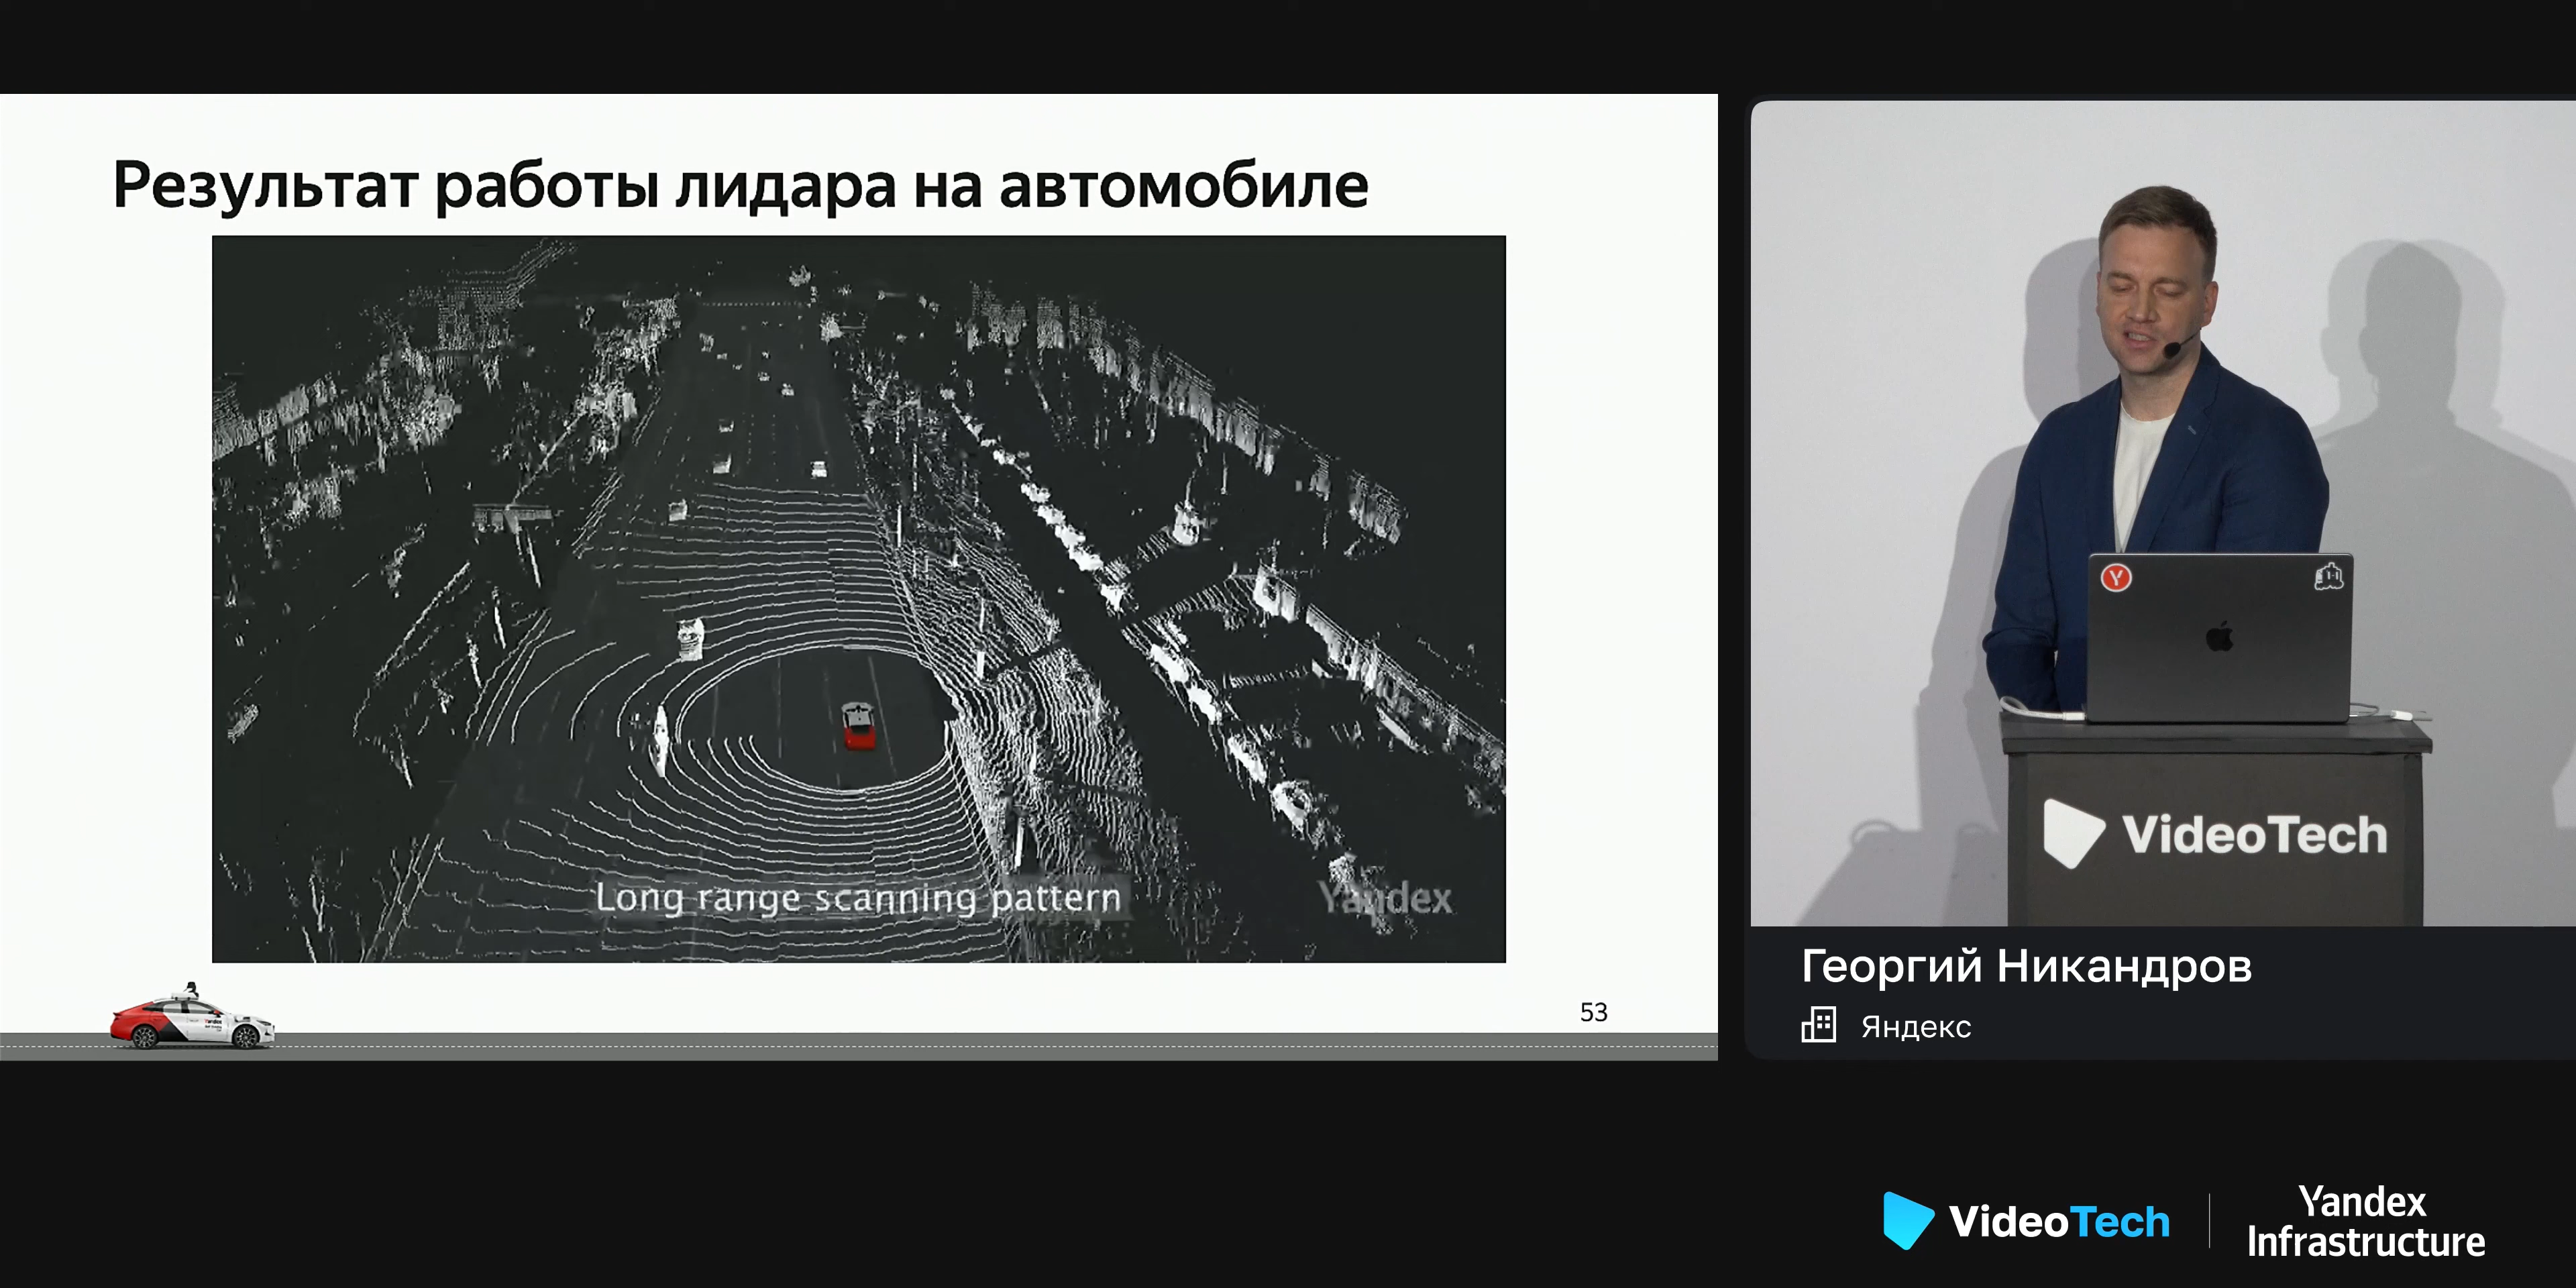 Результат работы лидара на автомобиле
Long range scanning pattern
Yandex
53
Y
VideoTech
Георгий Никандров
Яндекс
VideoTech
Yandex
Infrastructure